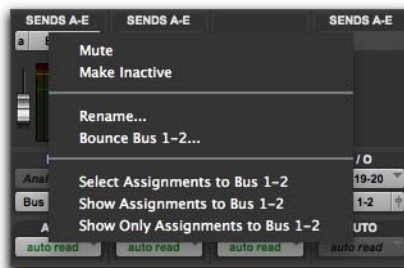 SENDS A-E SENDS A-E SENDS A-E
a
Mute
Make Inactive
Rename...
Bounce Bus 1-2...
Select Assignments to Bus 1-2
Show Assignments to Bus 1-2
Show Only Assignments to Bus 1-2
/ O
19-20
Bus 1-2
A UTO
auto read auto read auto read auto read